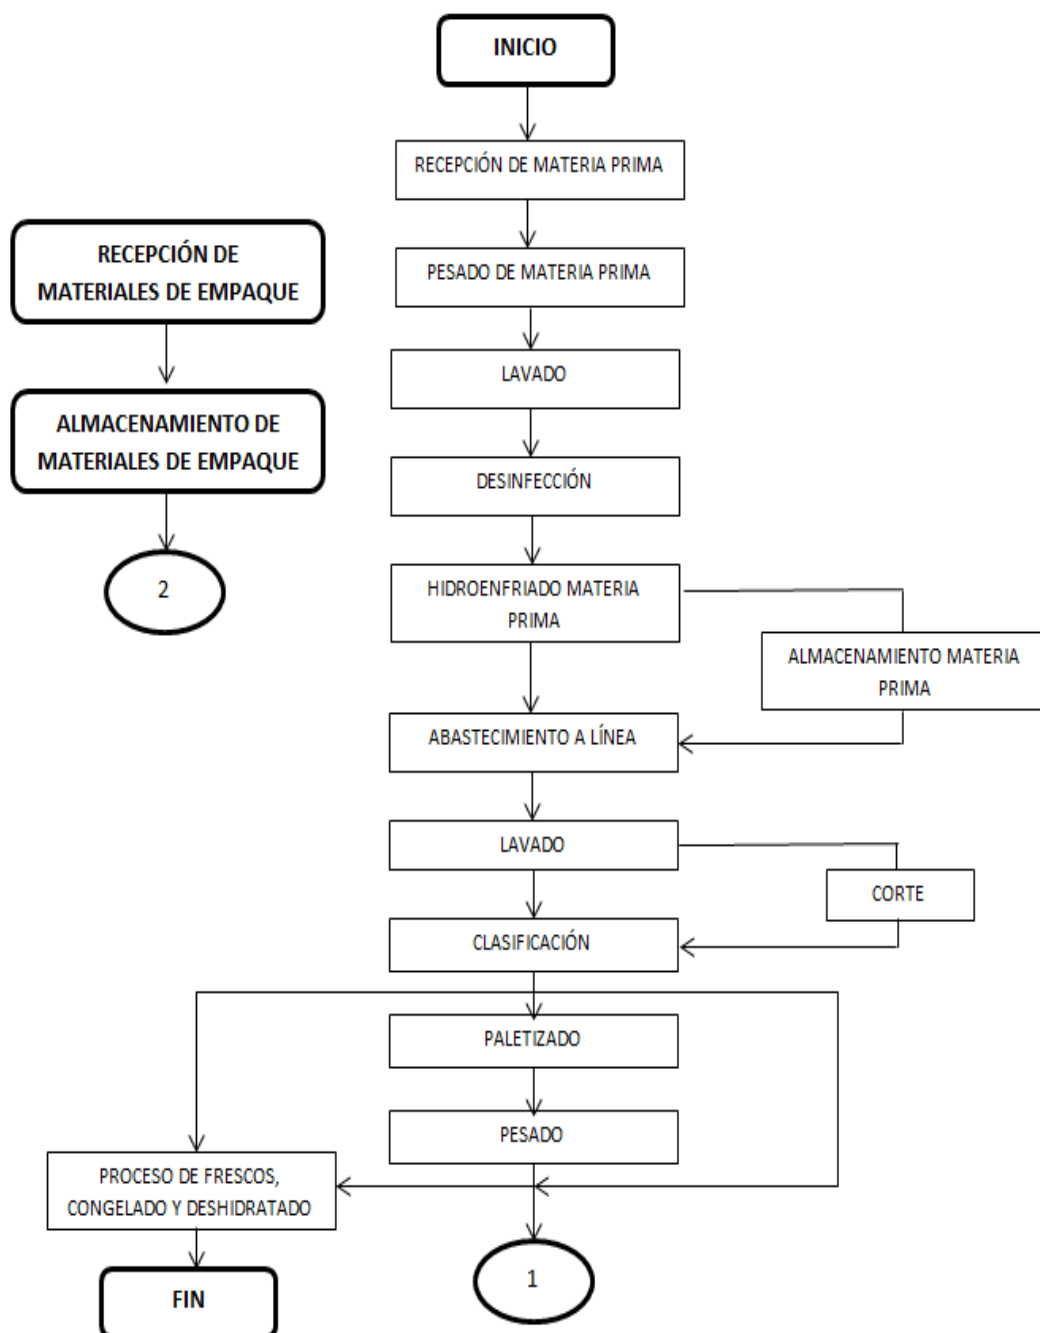 INICIO
RECEPCIÓN DE MATERIA PRIMA
RECEPCIÓN DE
MATERIALES DE EMPAQUE
PESADO DE MATERIA PRIMA
LAVADO
ALMACENAMIENTO DE
MATERIALES DE EMPAQUE
DESINFECCIÓN
2
HIDROENFRIADO MATERIA
PRIMA
ALMACENAMIENTO MATERIA
PRIMA
ABASTECIMIENTO A LÍNEA
LAVADO
CORTE
CLASIFICACIÓN
PALETIZADO
PESADO
PROCESO DE FRESCOS,
CONGELADO Y DESHIDRATADO
1
FIN